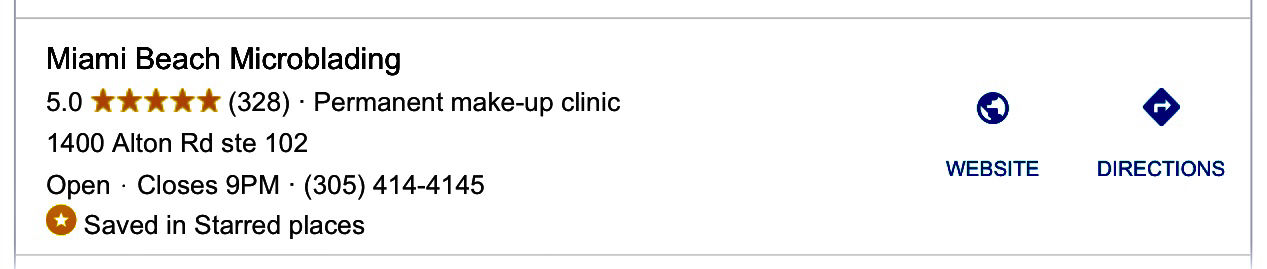 Miami Beach Microblading
5.0 ★★★★★ (328) · Permanent make-up clinic
1400 Alton Rd ste 102
Open · Closes 9PM · (305) 414-4145
Saved in Starred places
WEBSITE
DIRECTIONS